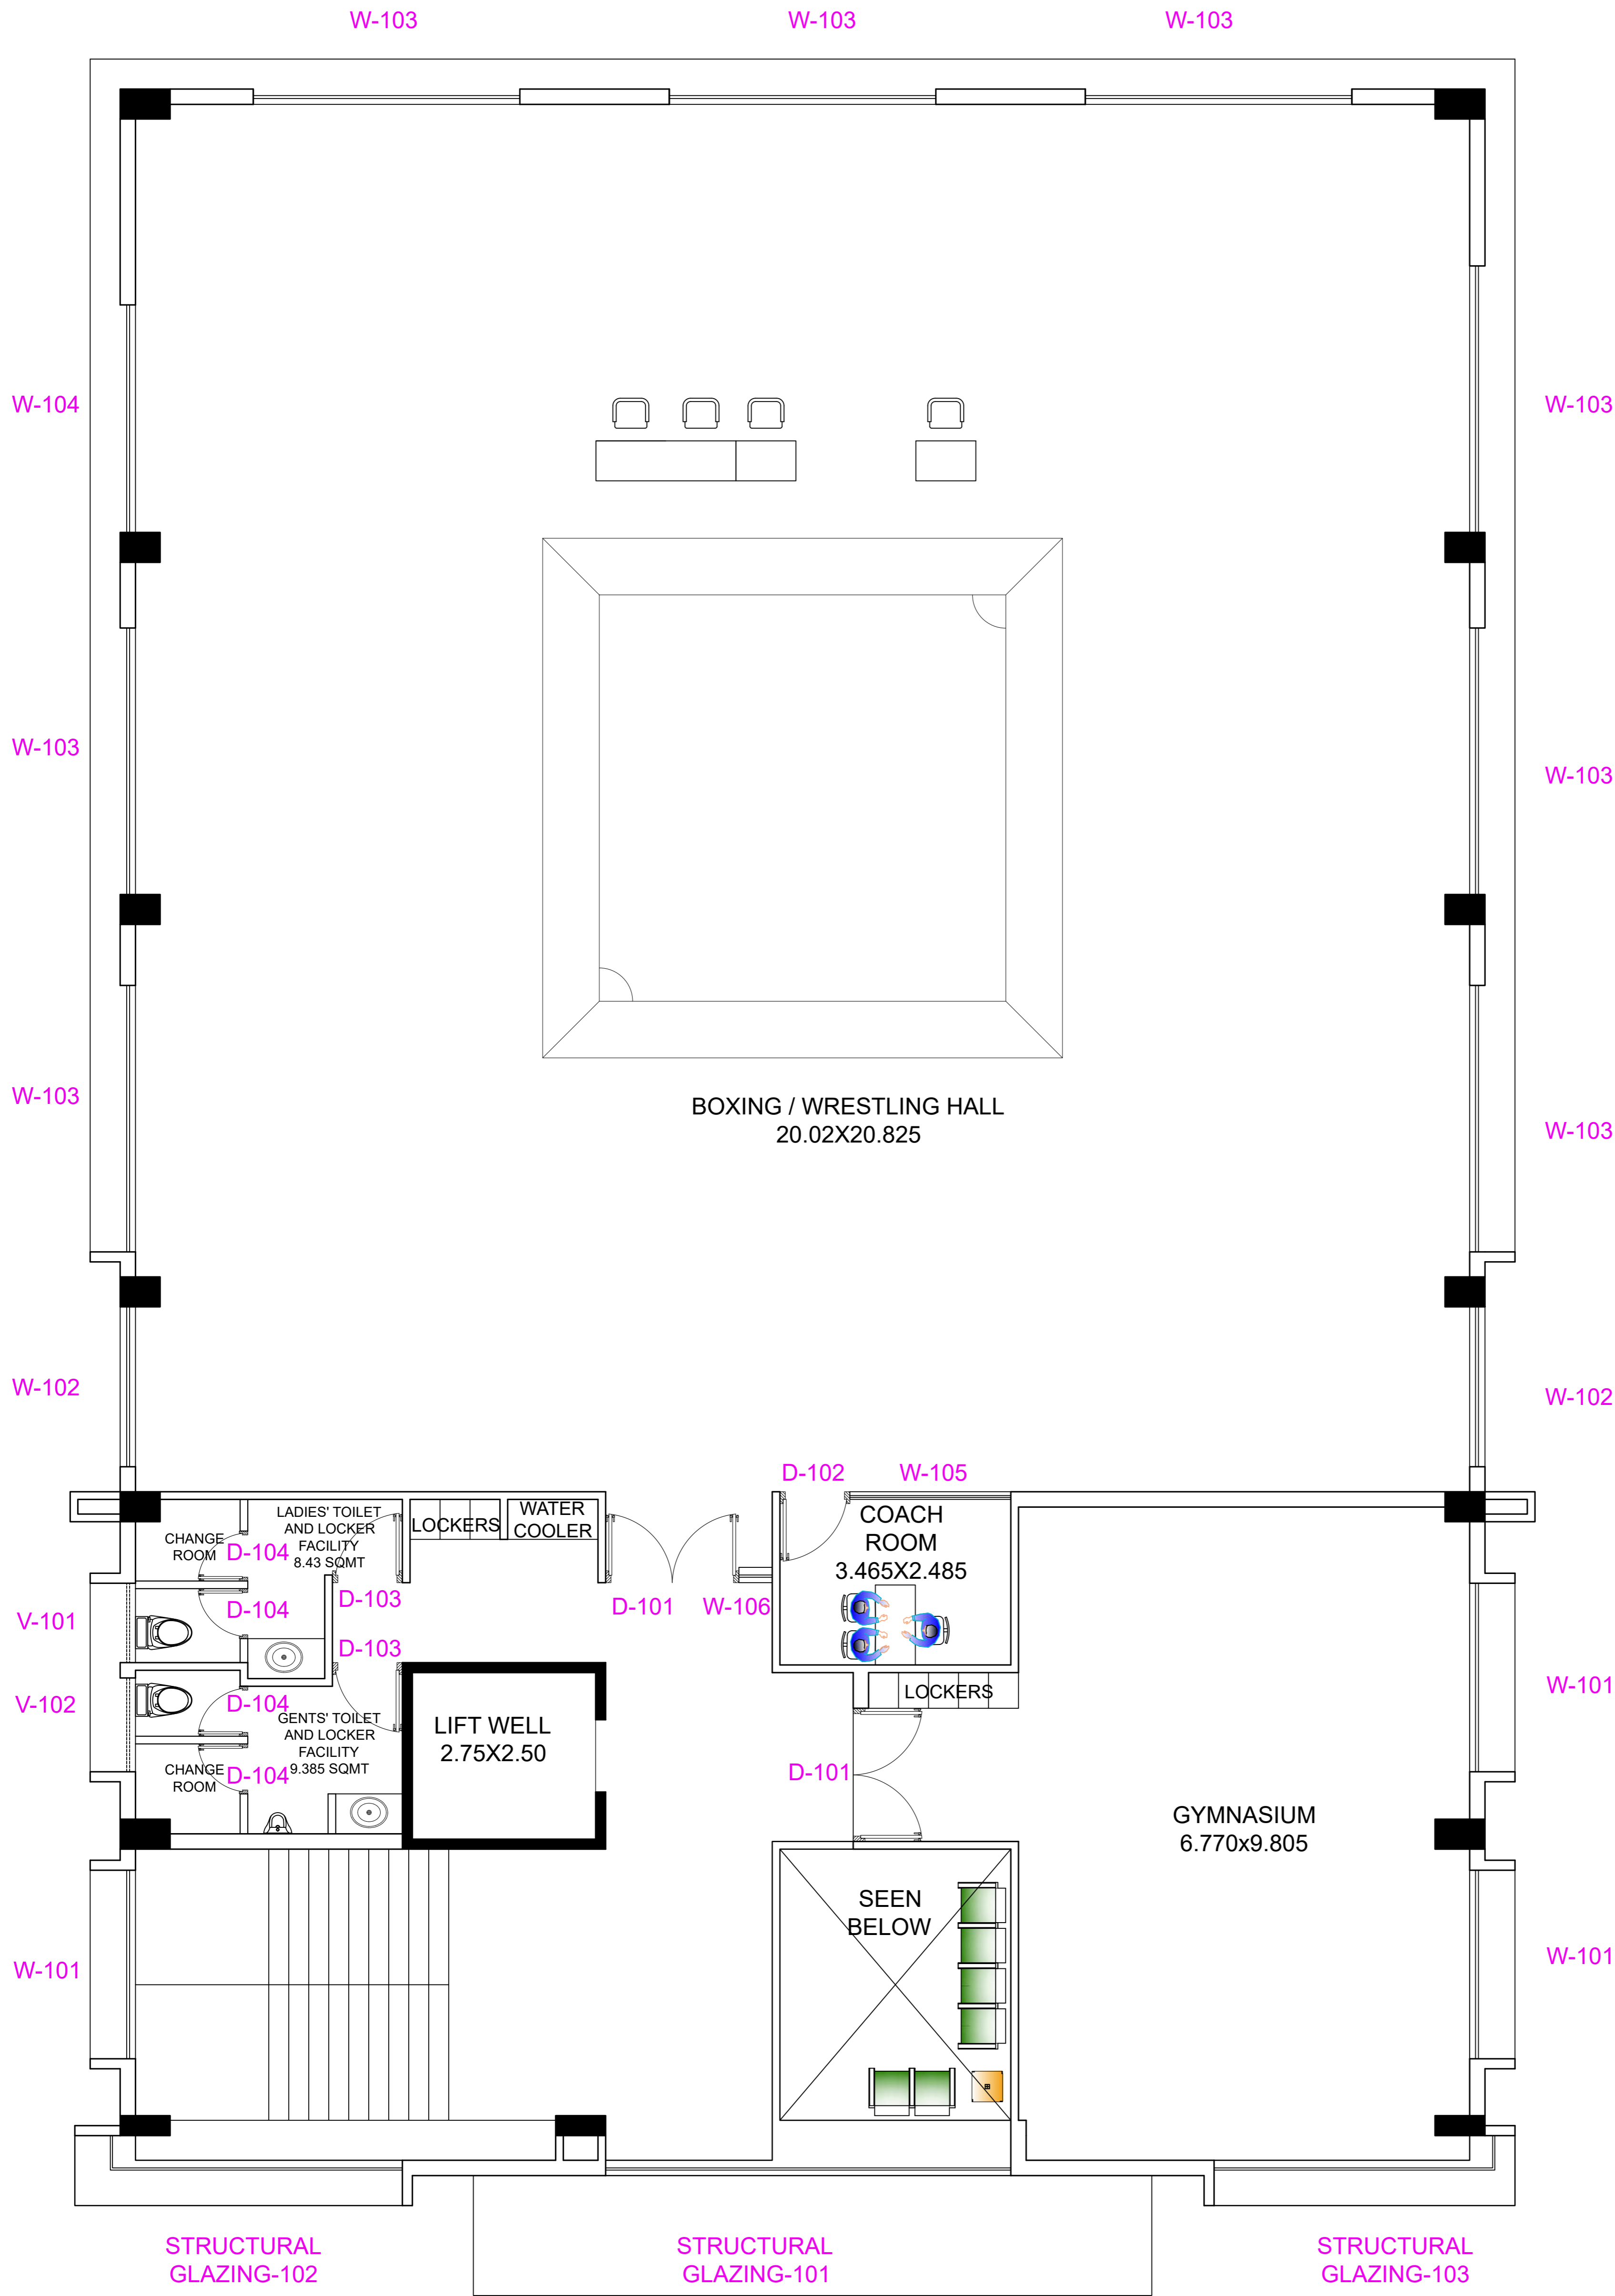 W-103
W-103
W-103
W-104
W-103
W-103
W-103
W-103
BOXING / WRESTLING HALL
20.02X20.825
W-103
W-102
W-102
D-102
W-105
LADIES' TOILET
AND LOCKER
FACILITY
8.43 SQMT
CHANGE
ROOM
D-104
LOCKERS
WATER
COOLER
COACH
ROOM
3.465X2.485
D-103
D-104
V-101
D-101
W-106
D-103
V-102
D-104
GENTS' TOILET
AND LOCKER
FACILITY
9.385 SQMT
CHANGE
ROOM
D-104
LIFT WELL
2.75X2.50
LOCKERS
W-101
D-101
GYMNASIUM
6.770x9.805
SEEN
BELOW
W-101
W-101
STRUCTURAL
GLAZING-102
STRUCTURAL
GLAZING-101
STRUCTURAL
GLAZING-103